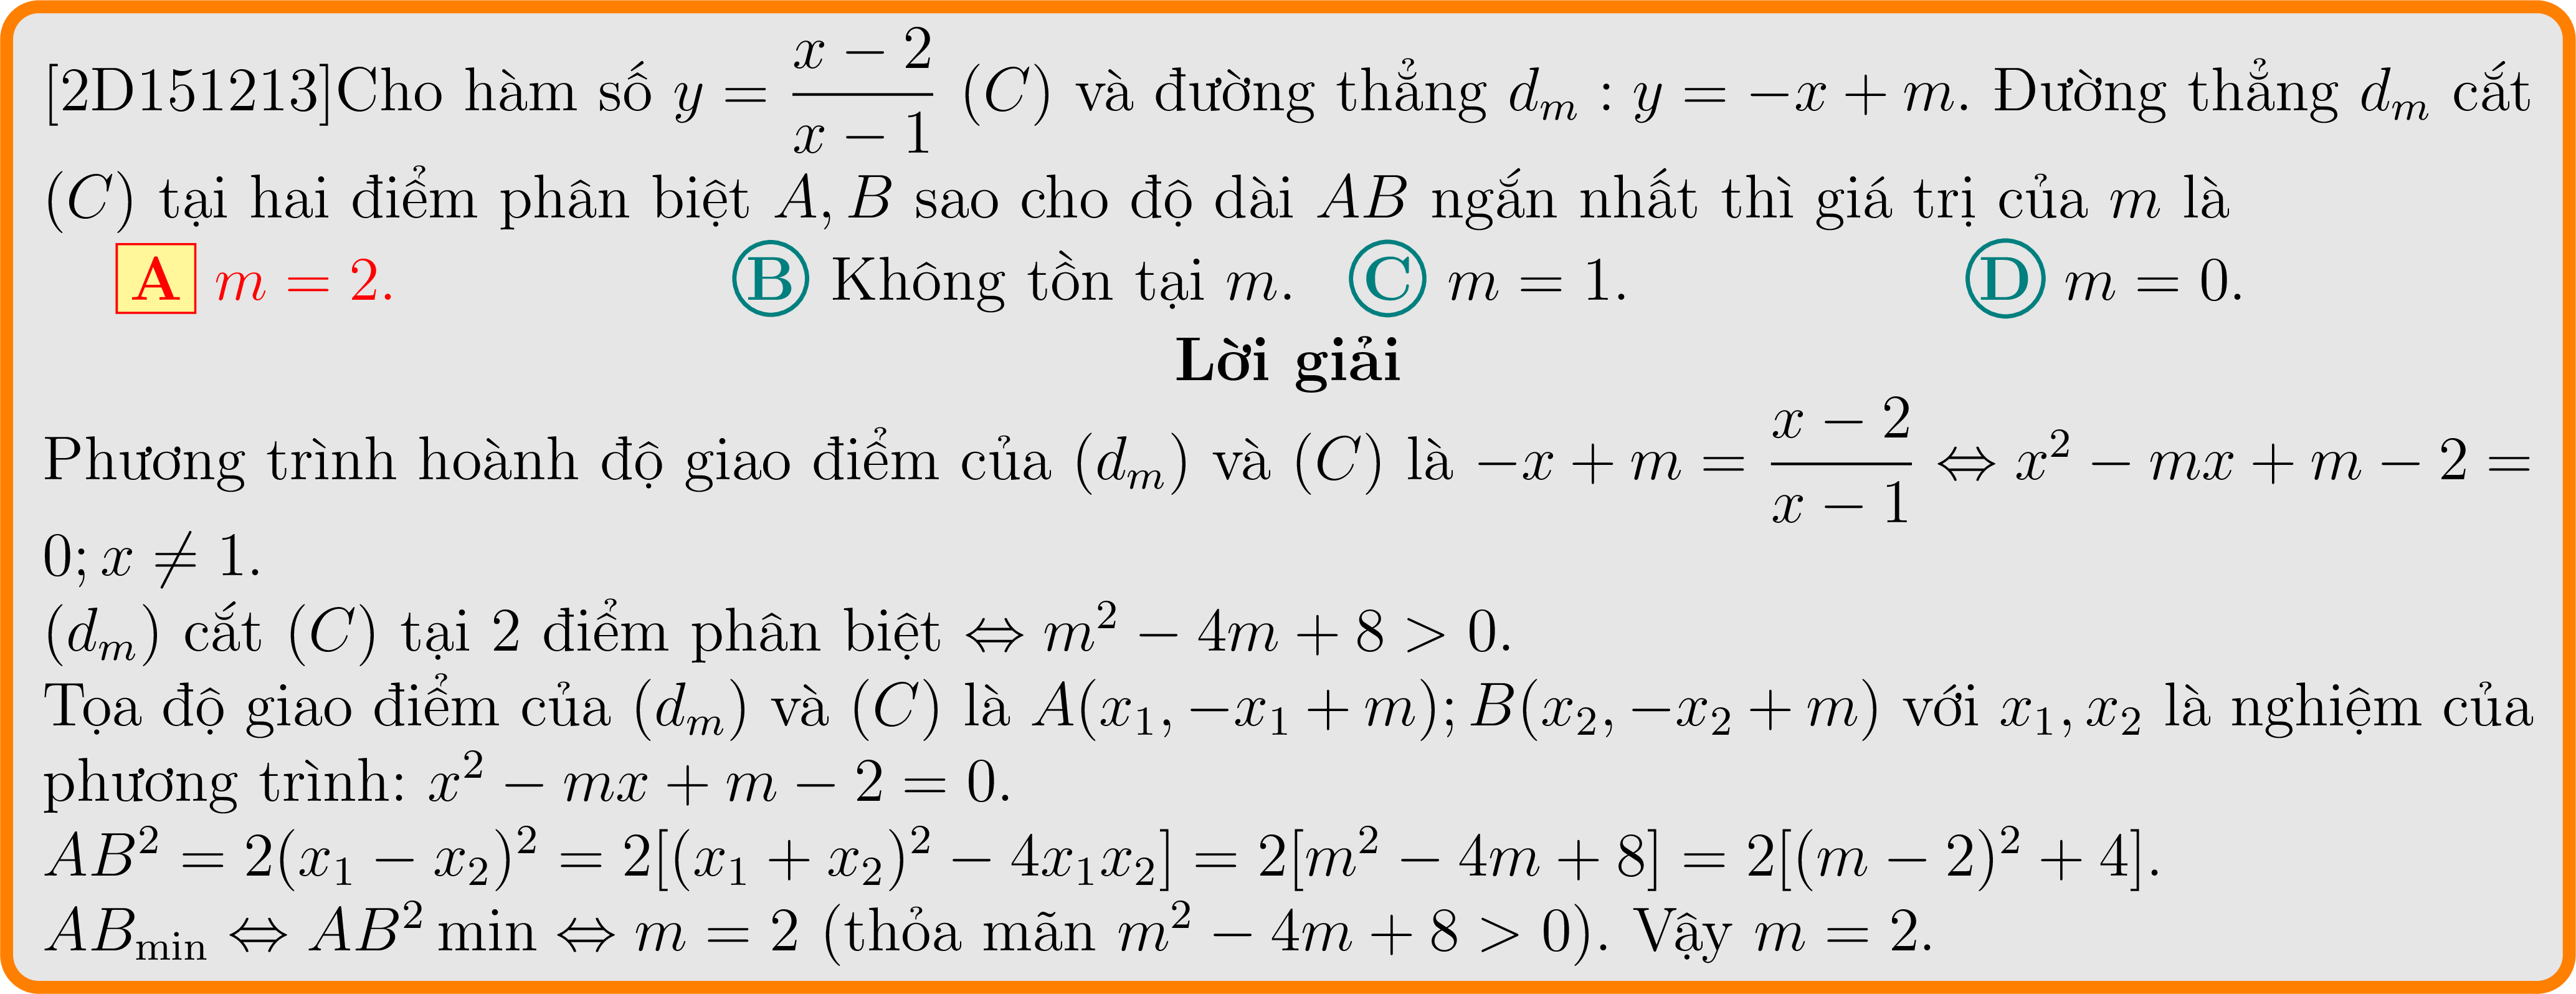 [2D151213]Cho hàm số $y = \dfrac{x-2}{x-1}$ $(C)$ và đường thẳng $d_m : y = -x + m$. Đường thẳng $d_m$ cắt
$(C)$ tại hai điểm phân biệt $A, B$ sao cho độ dài $AB$ ngắn nhất thì giá trị của $m$ là
A $m = 2.$ B Không tồn tại $m$. C $m = 1$. D $m = 0$.
Lời giải
Phương trình hoành độ giao điểm của $(d_m)$ và $(C)$ là $-x + m = \dfrac{x-2}{x-1} \Leftrightarrow x^2 - mx + m - 2 =$
$0; x \neq 1$.
$(d_m)$ cắt $(C)$ tại 2 điểm phân biệt $\Leftrightarrow m^2 - 4m + 8 > 0$.
Tọa độ giao điểm của $(d_m)$ và $(C)$ là $A(x_1, -x_1 + m); B(x_2, -x_2 + m)$ với $x_1, x_2$ là nghiệm của
phương trình: $x^2 - mx + m - 2 = 0$.
$AB^2 = 2(x_1 - x_2)^2 = 2[(x_1 + x_2)^2 - 4x_1x_2] = 2[m^2 - 4m + 8] = 2[(m - 2)^2 + 4]$.
$AB_{\min} \Leftrightarrow AB^2 \min \Leftrightarrow m = 2$ (thỏa mãn $m^2 - 4m + 8 > 0$). Vậy $m = 2$.